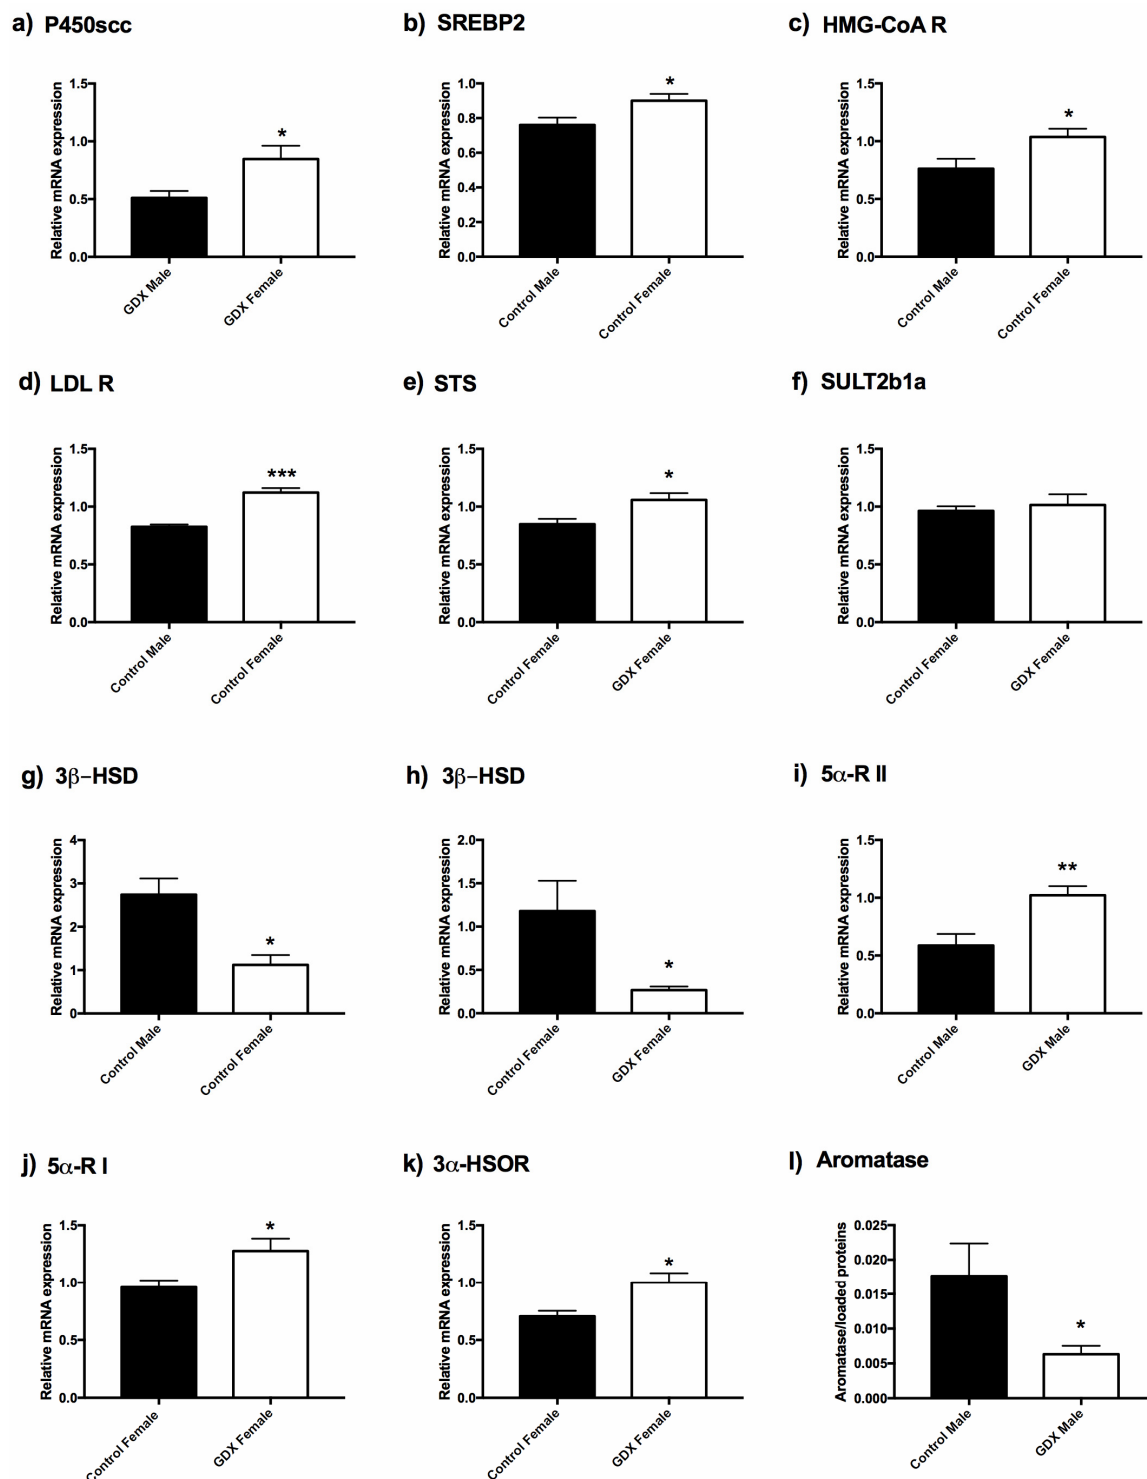 a) P450scc
Relative mRNA expression
1.5
1.0
0.5
0.0
*
GDX Male
GDX Female
b) SREBP2
Relative mRNA expression
1.0
0.8
0.6
0.4
0.2
0.0
*
Control Male
Control Female
c) HMG-CoA R
Relative mRNA expression
1.5
1.0
0.5
0.0
*
Control Male
Control Female
d) LDL R
Relative mRNA expression
1.5
1.0
0.5
0.0
***
Control Male
Control Female
e) STS
Relative mRNA expression
1.5
1.0
0.5
0.0
*
Control Female
GDX Female
f) SULT2b1a
Relative mRNA expression
1.5
1.0
0.5
0.0
Control Female
GDX Female
g) 3β−HSD
Relative mRNA expression
4
3
2
1
0
*
Control Male
Control Female
h) 3β−HSD
Relative mRNA expression
2.0
1.5
1.0
0.5
0.0
*
Control Female
GDX Female
i) 5α-R II
Relative mRNA expression
1.5
1.0
0.5
0.0
**
Control Male
GDX Male
j) 5α-R I
Relative mRNA expression
1.5
1.0
0.5
0.0
*
Control Female
GDX Female
k) 3α-HSOR
Relative mRNA expression
1.5
1.0
0.5
0.0
*
Control Female
GDX Female
l) Aromatase
Aromatase/loaded proteins
0.025
0.020
0.015
0.010
0.005
0.000
*
Control Male
GDX Male